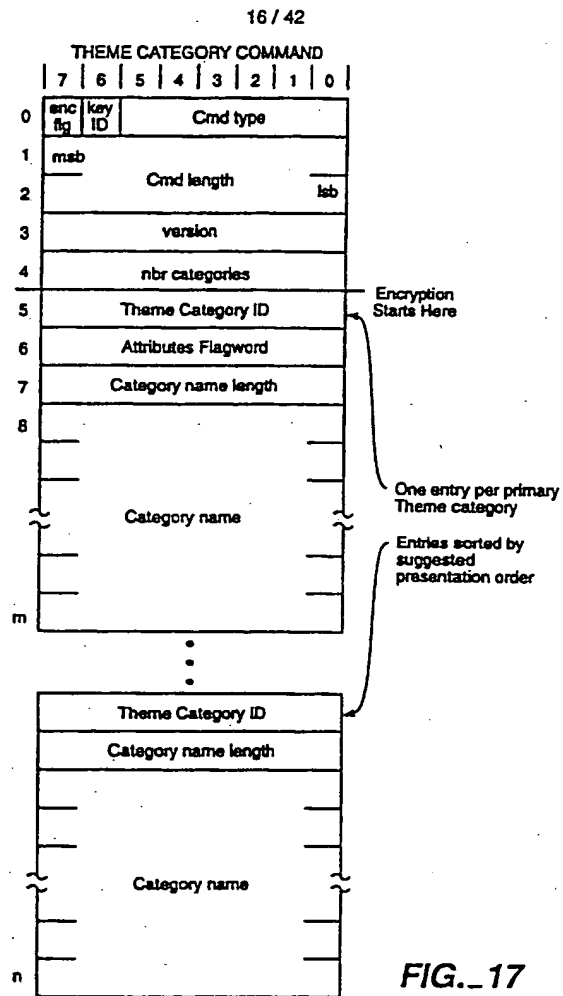 16 / 42
THEME CATEGORY COMMAND
7 6 5 4 3 2 1 0
0 enc flg key ID Cmd type
1 msb
Cmd length
2 lsb
3 version
4 nbr categories
Encryption
Starts Here
5 Theme Category ID
6 Attributes Flagword
7 Category name length
8
One entry per primary
Theme category
Category name
Entries sorted by
suggested
presentation order
m
Theme Category ID
Category name length
Category name
n
FIG._17